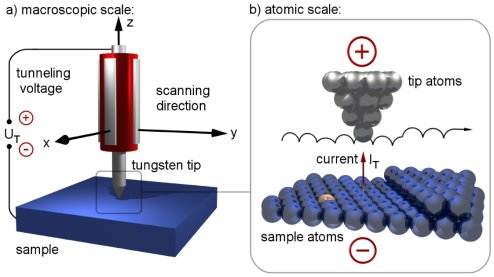 a) macroscopic scale:
z
tunneling
voltage
scanning
direction
+
U_T
−
x
y
tungsten tip
sample
b) atomic scale:
+
tip atoms
current I_T
sample atoms
−